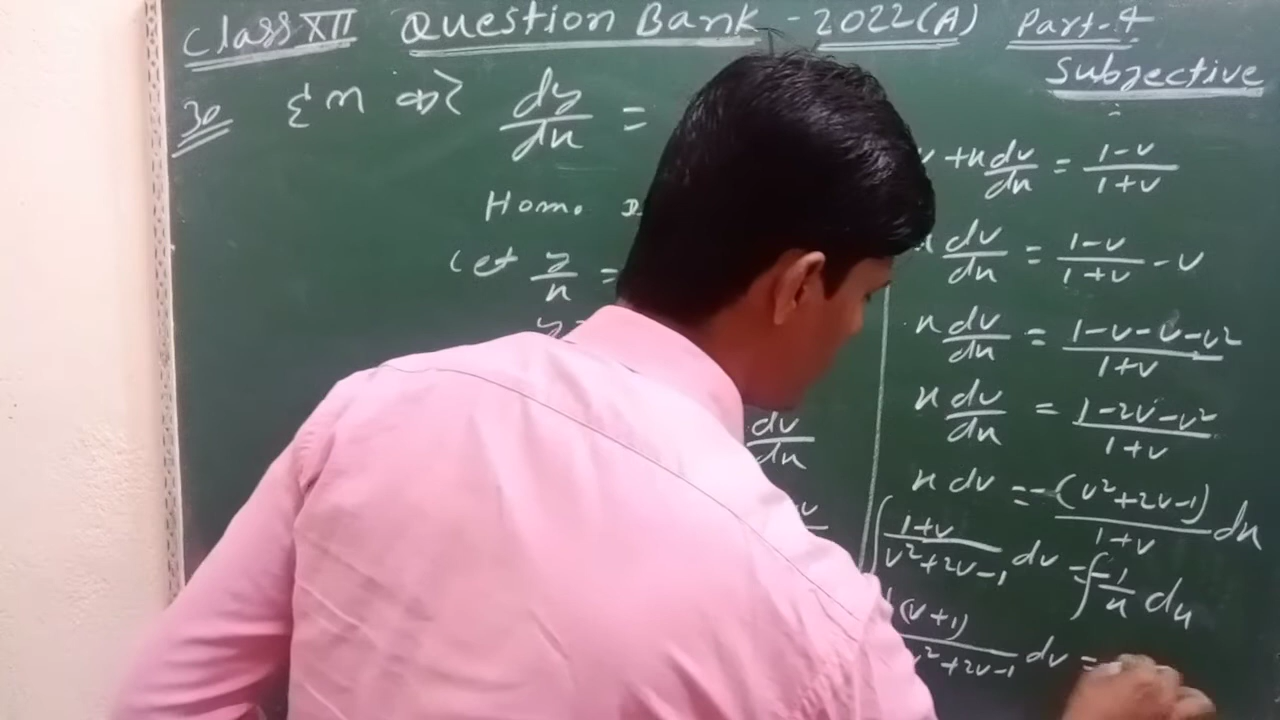 Class XII Question Bank - 2022(A) Part-4
Subjective
30 dy/dx =
Hom.
Let y/x =
y =
dv/dx
v + x dv/dx = 1-v/1+v
x dv/dx = 1-v/1+v - v
x dv/dx = 1-v-v-v²/1+v
x dv/dx = 1-2v-v²/1+v
x dv = -(v²+2v-1)/1+v dx
∫ 1+v/v²+2v-1 dv = ∫ -1/x dx
(v+1)/v²+2v-1 dv =